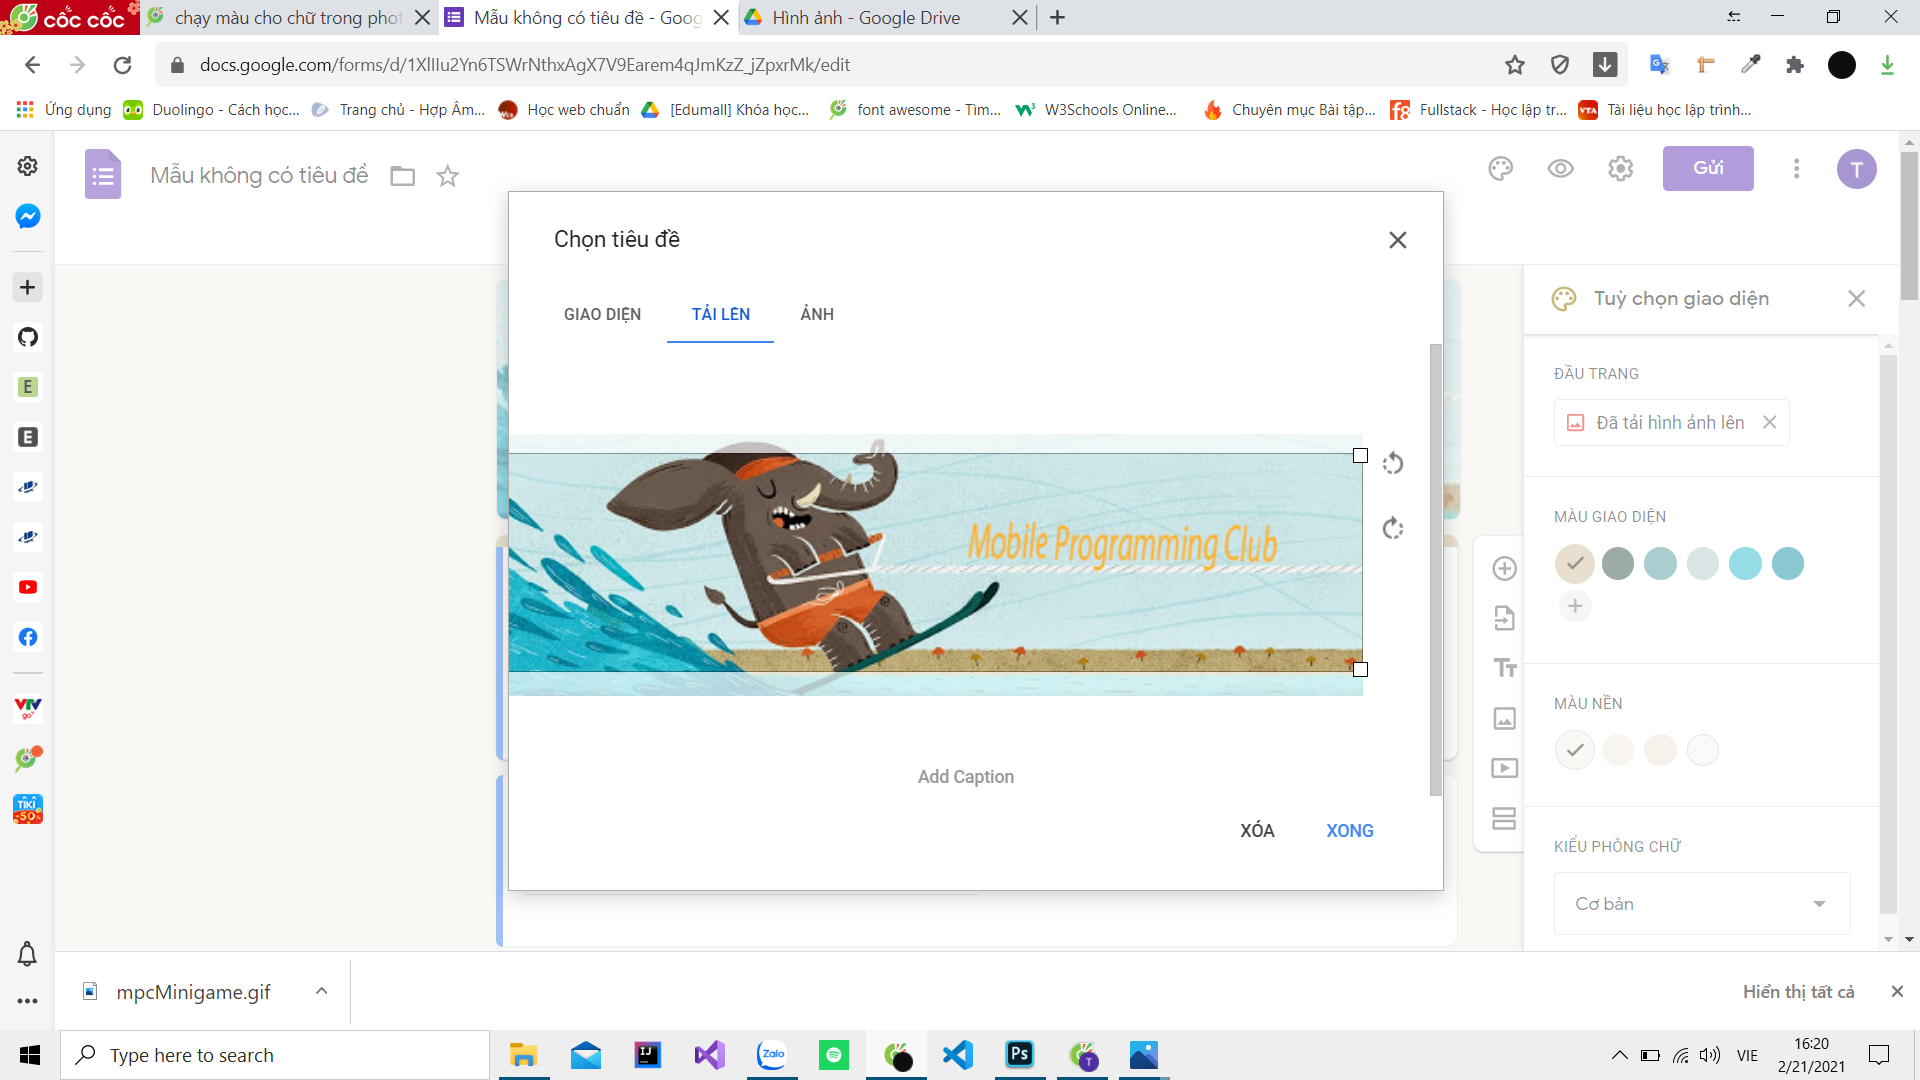 cốc cốc
chạy màu cho chữ trong phot
Mẫu không có tiêu đề - Goog
Hình ảnh - Google Drive
docs.google.com/forms/d/1XlIIu2Yn6TSWrNthxAgX7V9Earem4qJmKzZ_jZpxrMk/edit
Ứng dụng
Duolingo - Cách học...
Trang chủ - Hợp Âm...
Học web chuẩn
[Edumall] Khóa học...
font awesome - Tìm...
W3Schools Online...
Chuyên mục Bài tập...
Fullstack - Học lập tr...
Tài liệu học lập trình...
Mẫu không có tiêu đề
Gửi
T
Chọn tiêu đề
GIAO DIỆN
TẢI LÊN
ẢNH
Mobile Programming Club
Add Caption
XÓA
XONG
Tuỳ chọn giao diện
ĐẦU TRANG
Đã tải hình ảnh lên
MÀU GIAO DIỆN
MÀU NỀN
KIỂU PHÔNG CHỮ
Cơ bản
mpcMinigame.gif
Hiển thị tất cả
Type here to search
VIE
16:20
2/21/2021